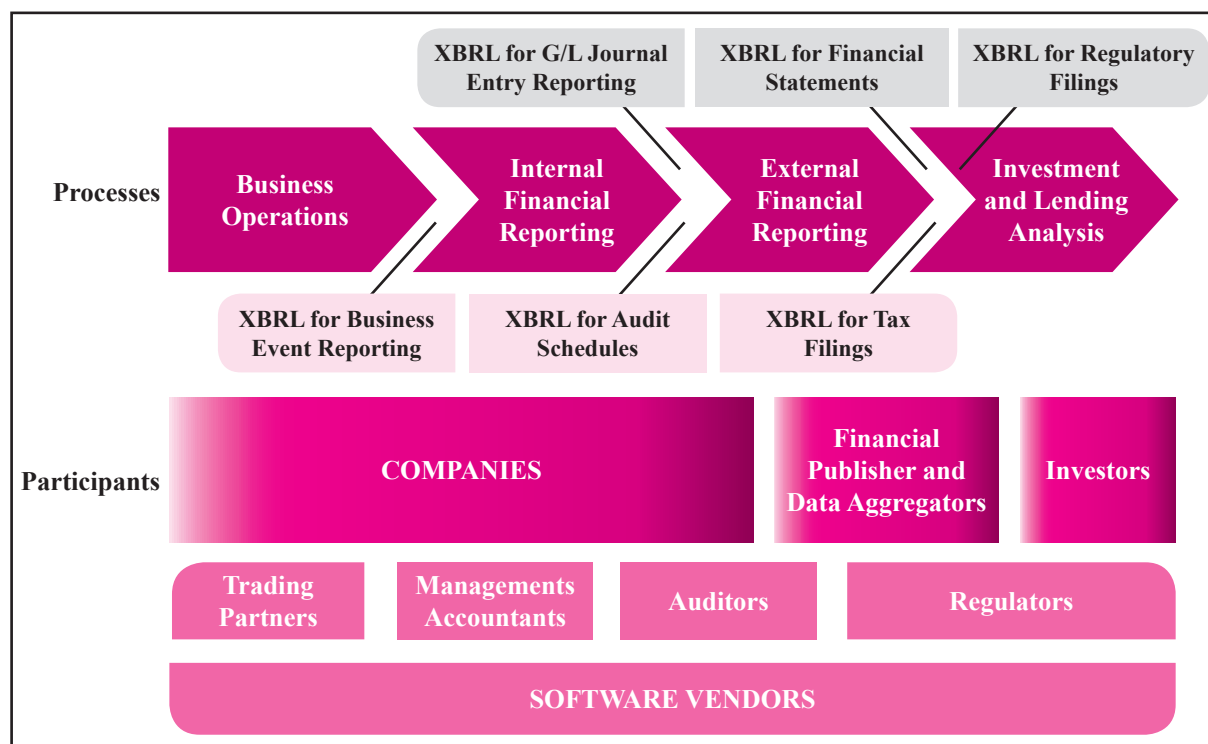 XBRL for G/L Journal
Entry Reporting
XBRL for Financial
Statements
XBRL for Regulatory
Filings
Processes
Business
Operations
Internal
Financial
Reporting
External
Financial
Reporting
Investment
and Lending
Analysis
XBRL for Business
Event Reporting
XBRL for Audit
Schedules
XBRL for Tax
Filings
Participants
COMPANIES
Financial
Publisher and
Data Aggregators
Investors
Trading
Partners
Managements
Accountants
Auditors
Regulators
SOFTWARE VENDORS